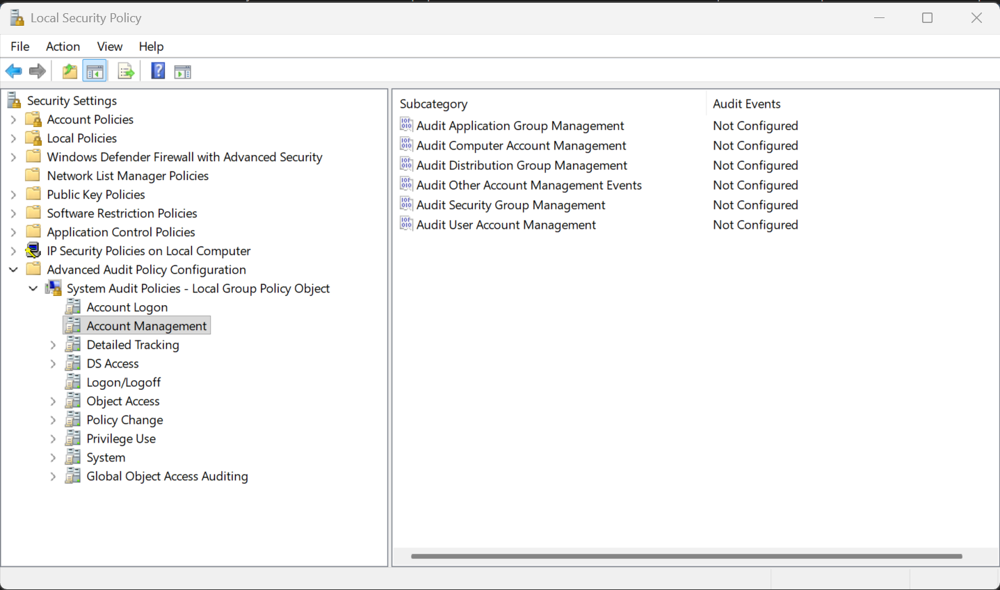 Local Security Policy
File Action View Help
Security Settings
Account Policies
Local Policies
Windows Defender Firewall with Advanced Security
Network List Manager Policies
Public Key Policies
Software Restriction Policies
Application Control Policies
IP Security Policies on Local Computer
Advanced Audit Policy Configuration
System Audit Policies - Local Group Policy Object
Account Logon
Account Management
Detailed Tracking
DS Access
Logon/Logoff
Object Access
Policy Change
Privilege Use
System
Global Object Access Auditing
Subcategory Audit Events
Audit Application Group Management Not Configured
Audit Computer Account Management Not Configured
Audit Distribution Group Management Not Configured
Audit Other Account Management Events Not Configured
Audit Security Group Management Not Configured
Audit User Account Management Not Configured